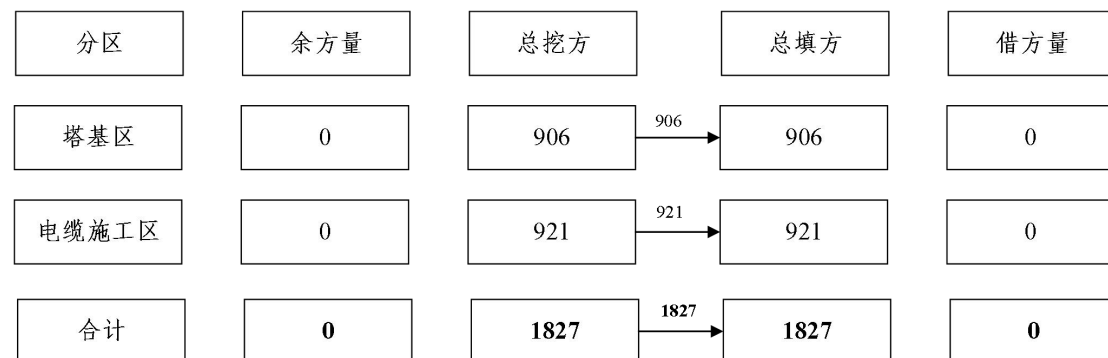 分区 余方量 总挖方 总填方 借方量
塔基区 0 906 906 906 0
电缆施工区 0 921 921 921 0
合计 0 1827 1827 1827 0